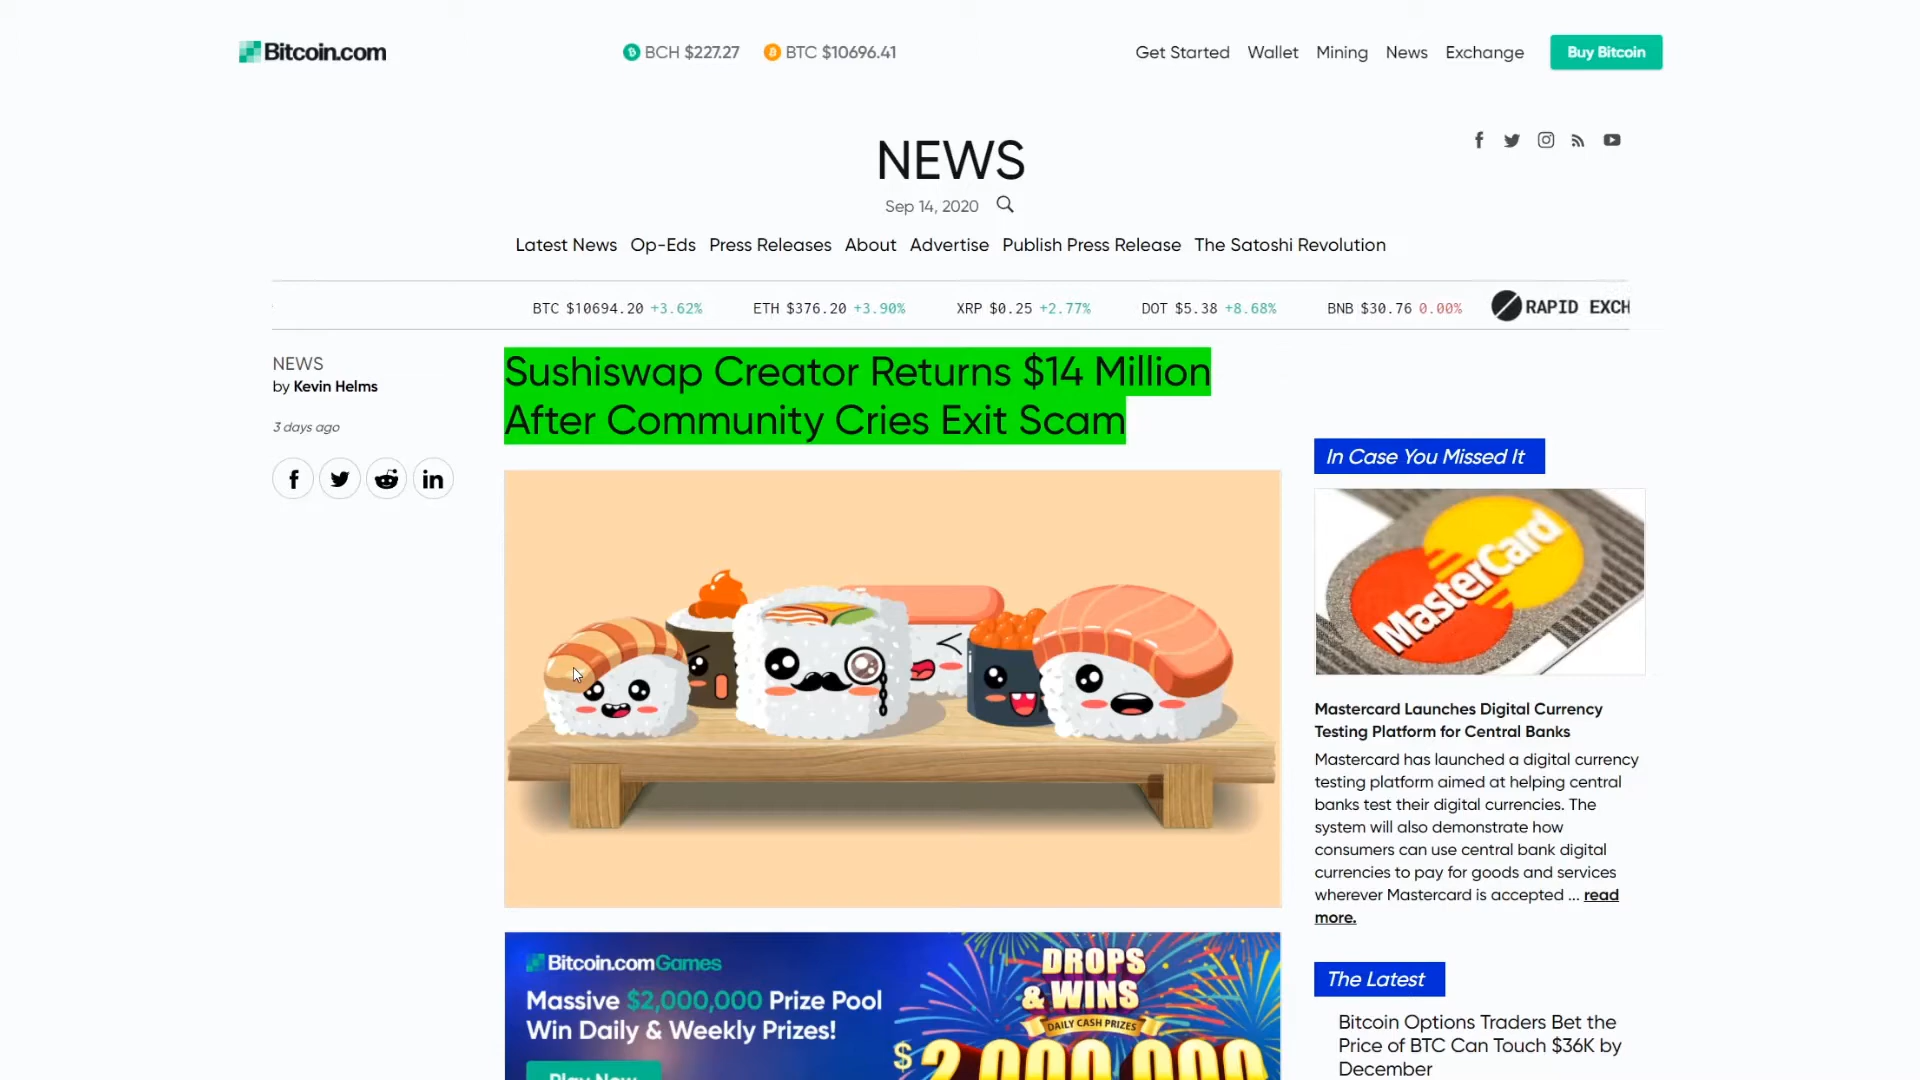 Bitcoin.com
BCH $227.27
BTC $10696.41
Get Started
Wallet
Mining
News
Exchange
Buy Bitcoin
NEWS
Sep 14, 2020
Latest News
Op-Eds
Press Releases
About
Advertise
Publish Press Release
The Satoshi Revolution
BTC $10694.20 +3.62%
ETH $376.20 +3.90%
XRP $0.25 +2.77%
DOT $5.38 +8.68%
BNB $30.76 0.00%
RAPID EXCH
NEWS
by Kevin Helms
3 days ago
Sushiswap Creator Returns $14 Million
After Community Cries Exit Scam
Bitcoin.comGames
Massive $2,000,000 Prize Pool
Win Daily & Weekly Prizes!
Play Now
DROPS
& WINS
DAILY CASH PRIZES
$2,000,000
In Case You Missed It
MasterCard
Mastercard Launches Digital Currency
Testing Platform for Central Banks
Mastercard has launched a digital currency
testing platform aimed at helping central
banks test their digital currencies. The
system will also demonstrate how
consumers can use central bank digital
currencies to pay for goods and services
wherever Mastercard is accepted ... read
more.
The Latest
Bitcoin Options Traders Bet the
Price of BTC Can Touch $36K by
December